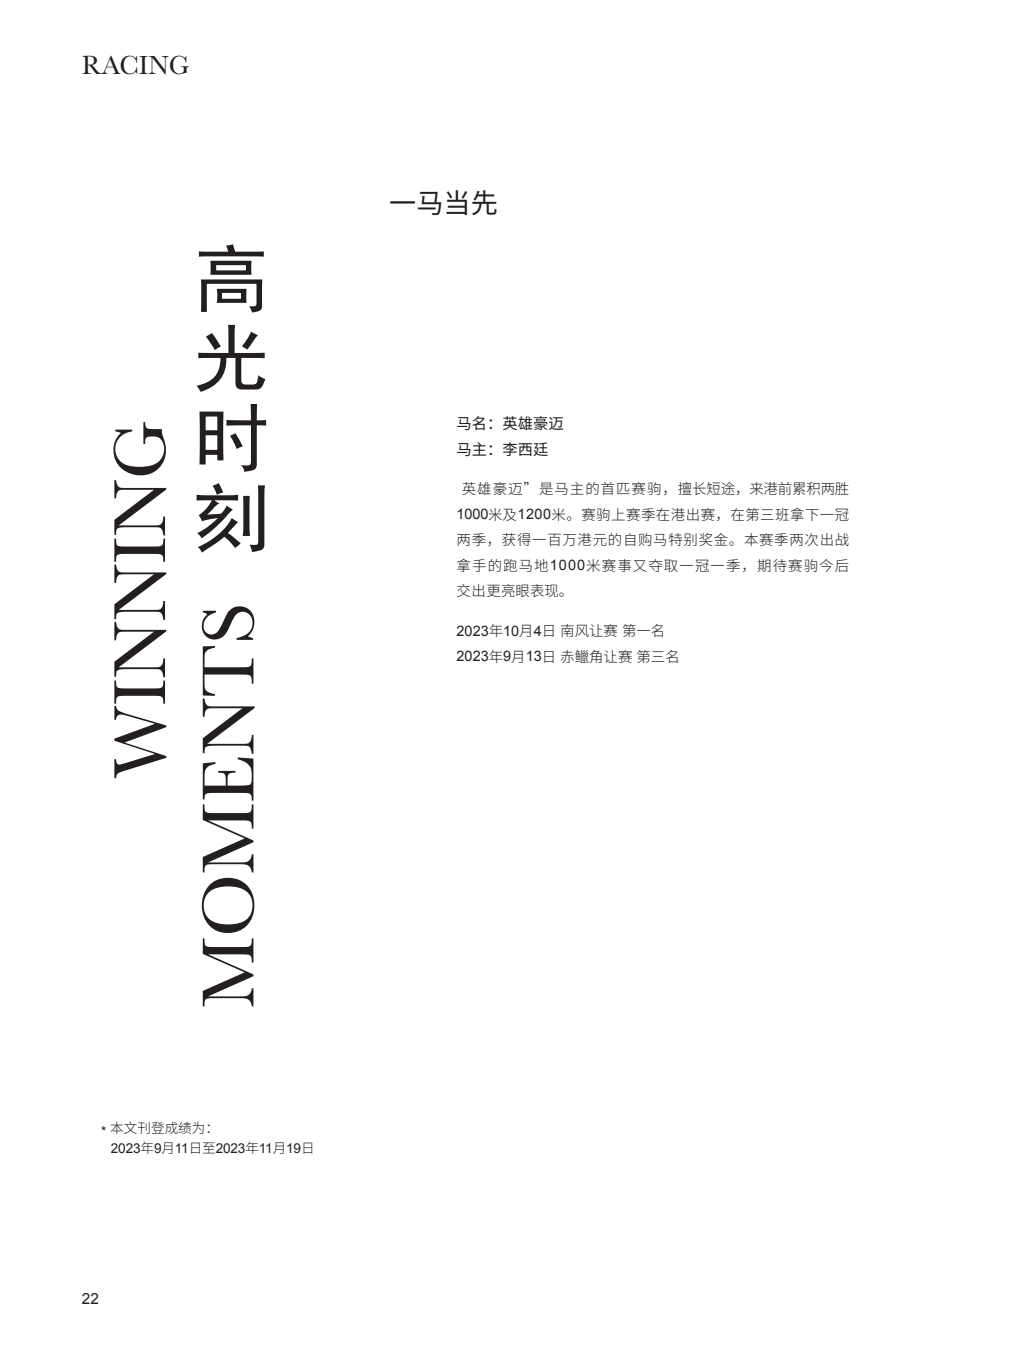 RACING
一马当先
高光时刻
WINNING
MOMENTS
马名：英雄豪迈
马主：李西廷
英雄豪迈”是马主的首匹赛驹，擅长短途，来港前累积两胜
1000米及1200米。赛驹上赛季在港出赛，在第三班拿下一冠
两季，获得一百万港元的自购马特别奖金。本赛季两次出战
拿手的跑马地1000米赛事又夺取一冠一季，期待赛驹今后
交出更亮眼表现。
2023年10月4日 南风让赛 第一名
2023年9月13日 赤鱲角让赛 第三名
* 本文刊登成绩为：
2023年9月11日至2023年11月19日
22